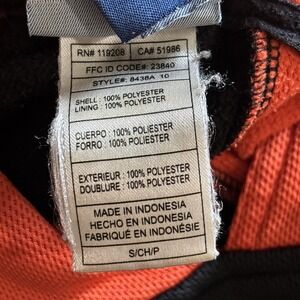 RN# 119208 CA# 51986
FFC ID CODE#: 23840
STYLE#: 8438A 10
SHELL : 100% POLYESTER
LINING : 100% POLYESTER
CUERPO : 100% POLIESTER
FORRO : 100% POLIESTER
EXTERIEUR : 100% POLYESTER
DOUBLURE : 100% POLYESTER
MADE IN INDONESIA
HECHO EN INDONESIA
FABRIQUÉ EN INDONÉSIE
S/CH/P